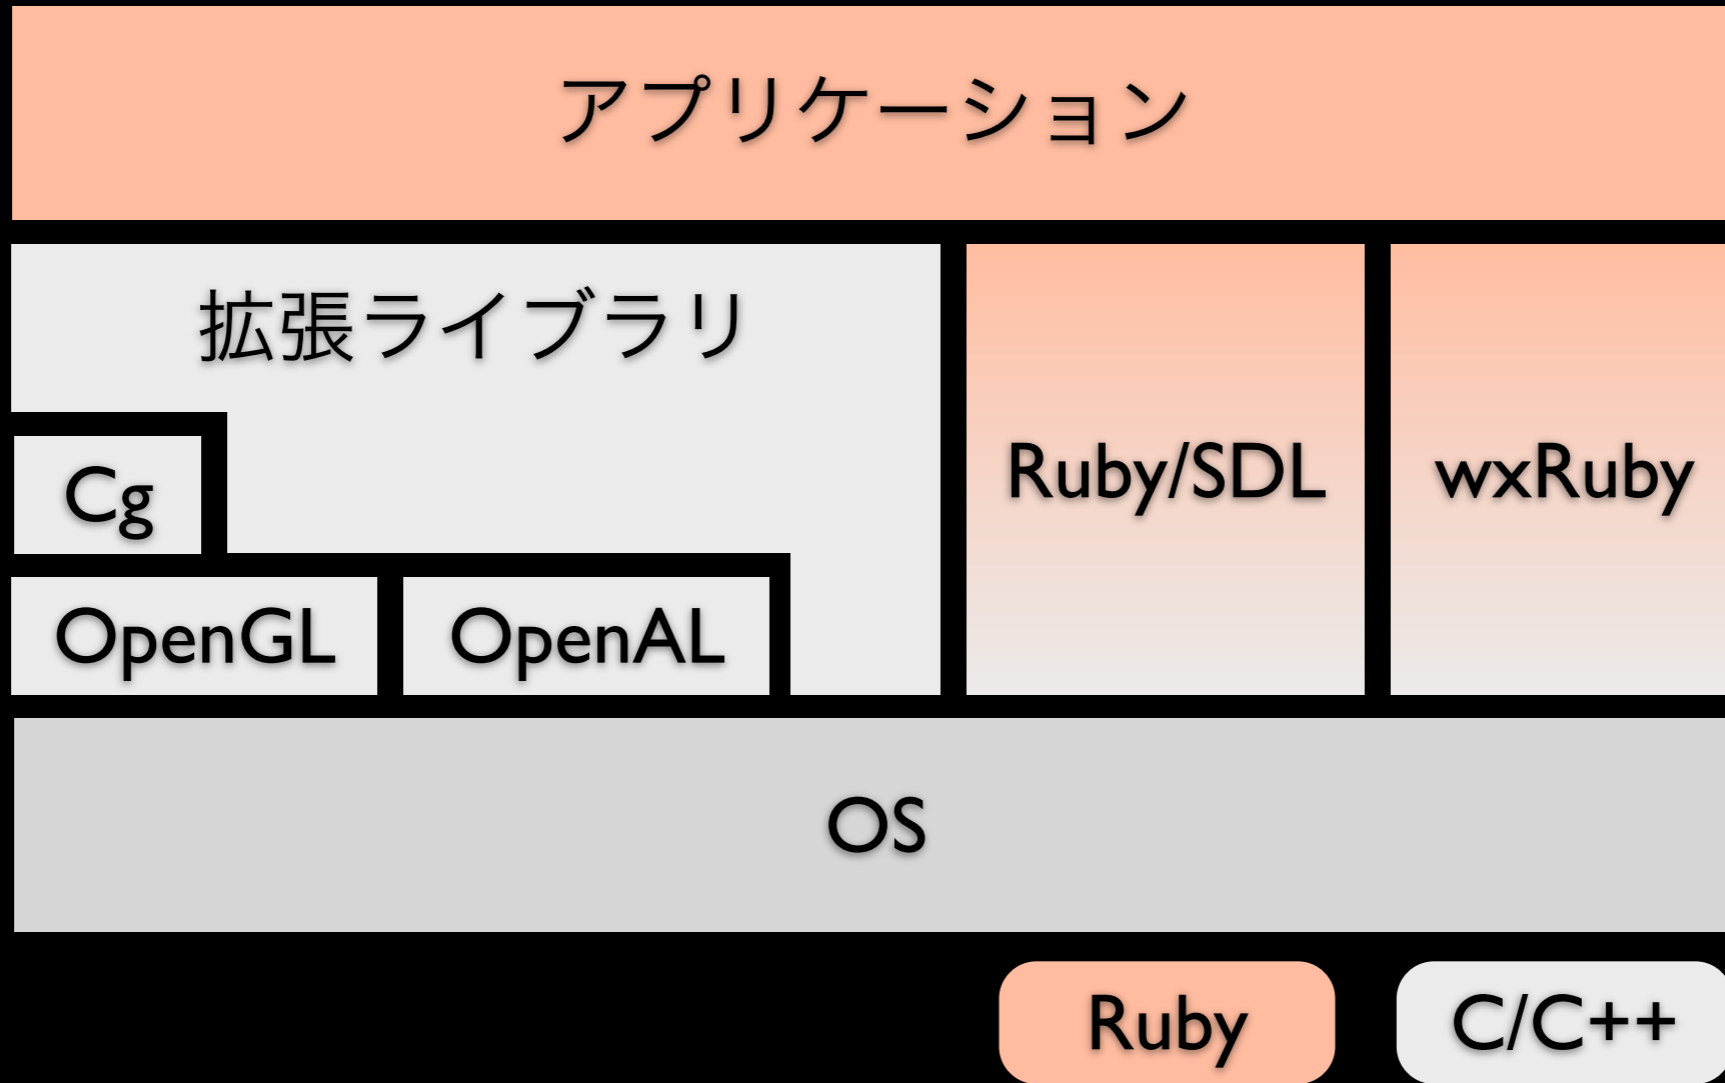 アプリケーション
拡張ライブラリ
Ruby/SDL
wxRuby
Cg
OpenGL
OpenAL
OS
Ruby
C/C++